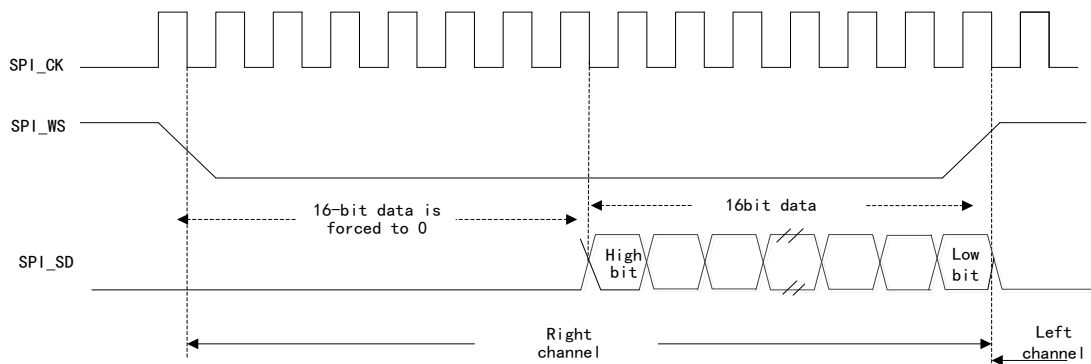 SPI_CK
SPI_WS
16-bit data is
forced to 0
16bit data
SPI_SD
High
bit
Low
bit
Right
channel
Left
channel